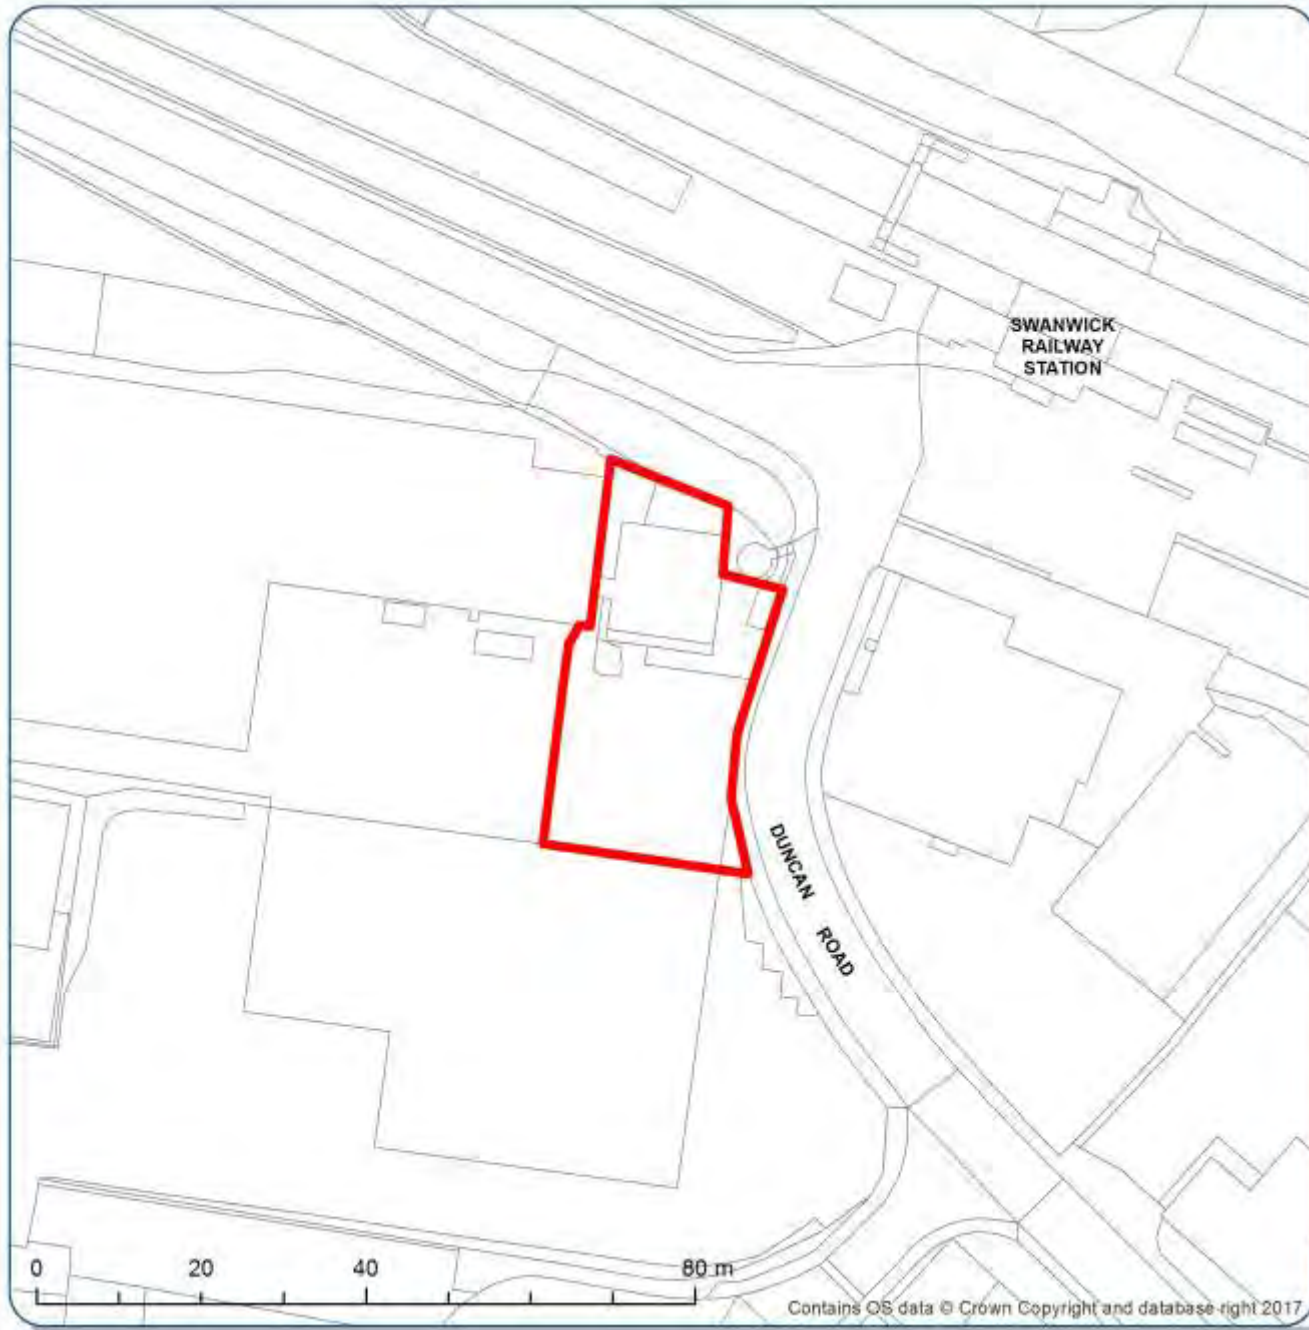 SWANWICK
RAILWAY
STATION
DUNCAN ROAD
0 20 40 80 m
Contains OS data © Crown Copyright and database right 2017